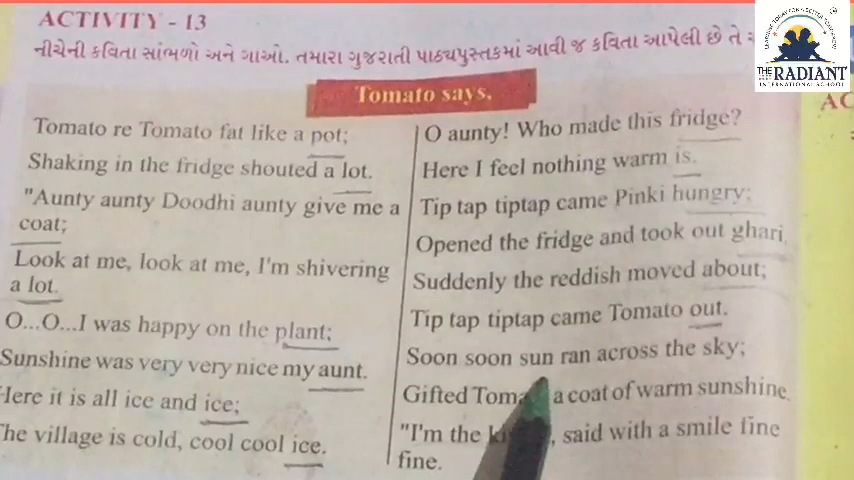 ACTIVITY - 13
નીચેની કવિતા સાંભળો અને ગાઓ. તમારા ગુજરાતી પાઠ્યપુસ્તકમાં આવી જ કવિતા આપેલી છે તે
Tomato says,
Tomato re Tomato fat like a pot;
Shaking in the fridge shouted a lot.
"Aunty aunty Doodhi aunty give me a
coat;
Look at me, look at me, I'm shivering
a lot.
O...O...I was happy on the plant;
Sunshine was very very nice my aunt.
Here it is all ice and ice;
The village is cold, cool cool ice.
O aunty! Who made this fridge?
Here I feel nothing warm is.
Tip tap tiptap came Pinki hungry;
Opened the fridge and took out ghari,
Suddenly the reddish moved about;
Tip tap tiptap came Tomato out.
Soon soon sun ran across the sky;
Gifted a coat of warm sunshine.
"I'm the , said with a smile fine
fine.
THE RADIANT
INTERNATIONAL SCHOOL
AC